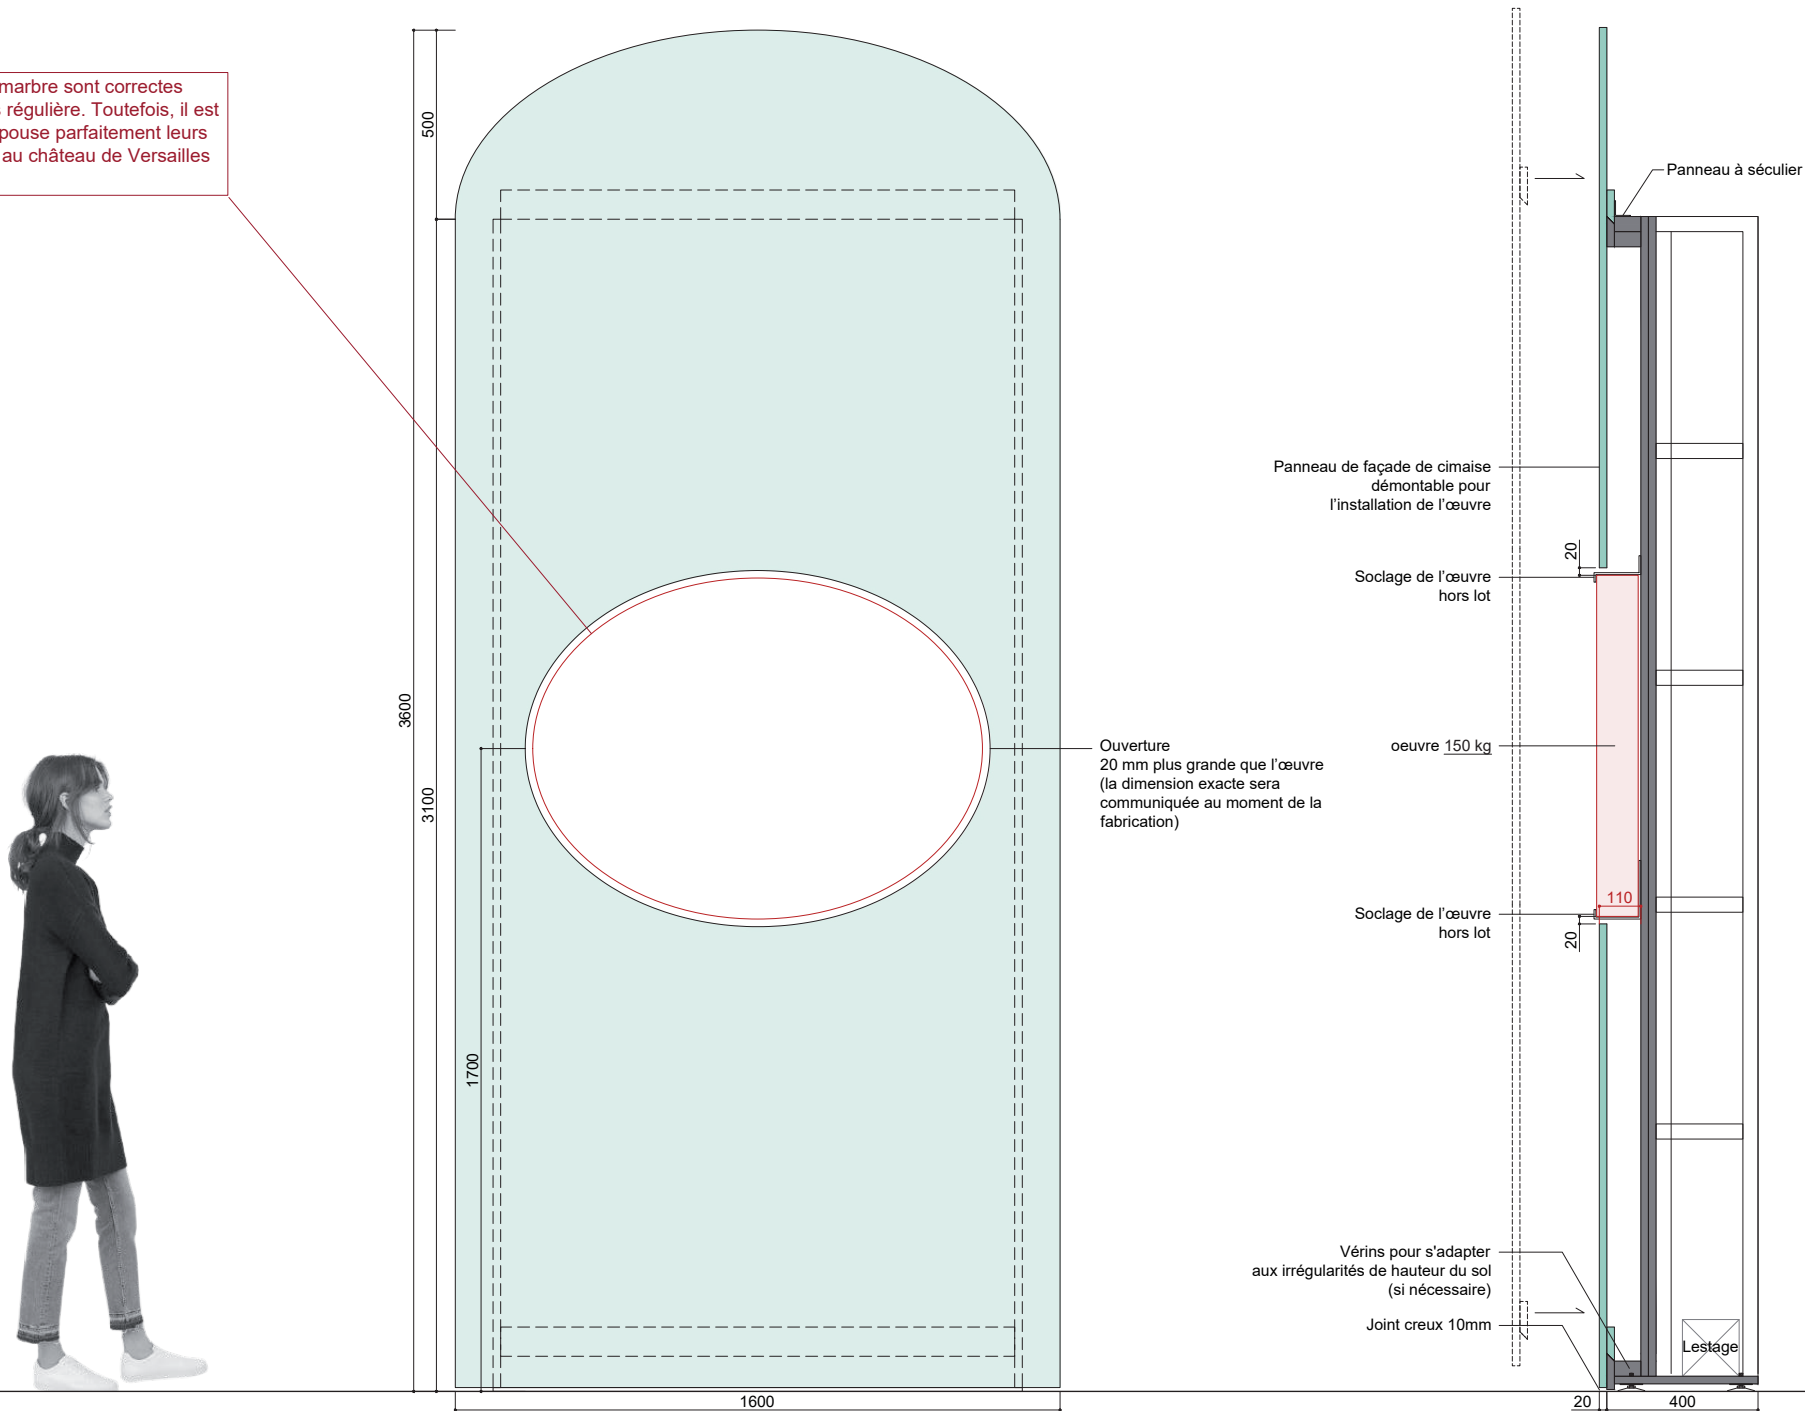 marbre sont correctes
régulière. Toutefois, il est
pouse parfaitement leurs
au château de Versailles
500
3600
3100
1700
1600
Ouverture
20 mm plus grande que l'œuvre
(la dimension exacte sera
communiquée au moment de la
fabrication)
Panneau à séculier
Panneau de façade de cimaise
démontable pour
l'installation de l'œuvre
20
Soclage de l'œuvre
hors lot
oeuvre 150 kg
110
Soclage de l'œuvre
hors lot
20
Vérins pour s'adapter
aux irrégularités de hauteur du sol
(si nécessaire)
Joint creux 10mm
Lestage
20
400